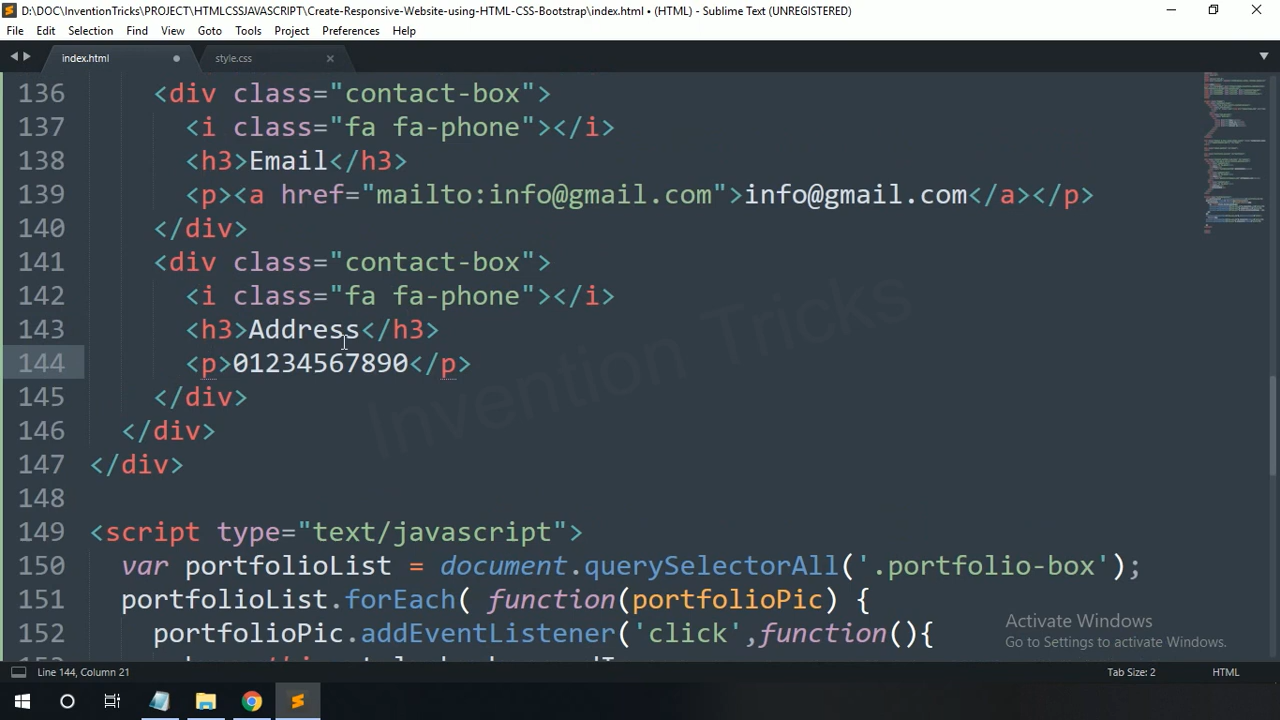 D:\DOC\InventionTricks\PROJECT\HTMLCSSJAVASCRIPT\Create-Responsive-Website-using-HTML-CSS-Bootstrap\index.html • (HTML) - Sublime Text (UNREGISTERED)
File Edit Selection Find View Goto Tools Project Preferences Help
index.html style.css
136 <div class="contact-box">
137 <i class="fa fa-phone"></i>
138 <h3>Email</h3>
139 <p><a href="mailto:info@gmail.com">info@gmail.com</a></p>
140 </div>
141 <div class="contact-box">
142 <i class="fa fa-phone"></i>
143 <h3>Address</h3>
144 <p>01234567890</p>
145 </div>
146 </div>
147 </div>
148
149 <script type="text/javascript">
150 var portfolioList = document.querySelectorAll('.portfolio-box');
151 portfolioList.forEach( function(portfolioPic) {
152 portfolioPic.addEventListener('click',function(){
Invention Tricks
Activate Windows
Go to Settings to activate Windows.
Line 144, Column 21 Tab Size: 2 HTML